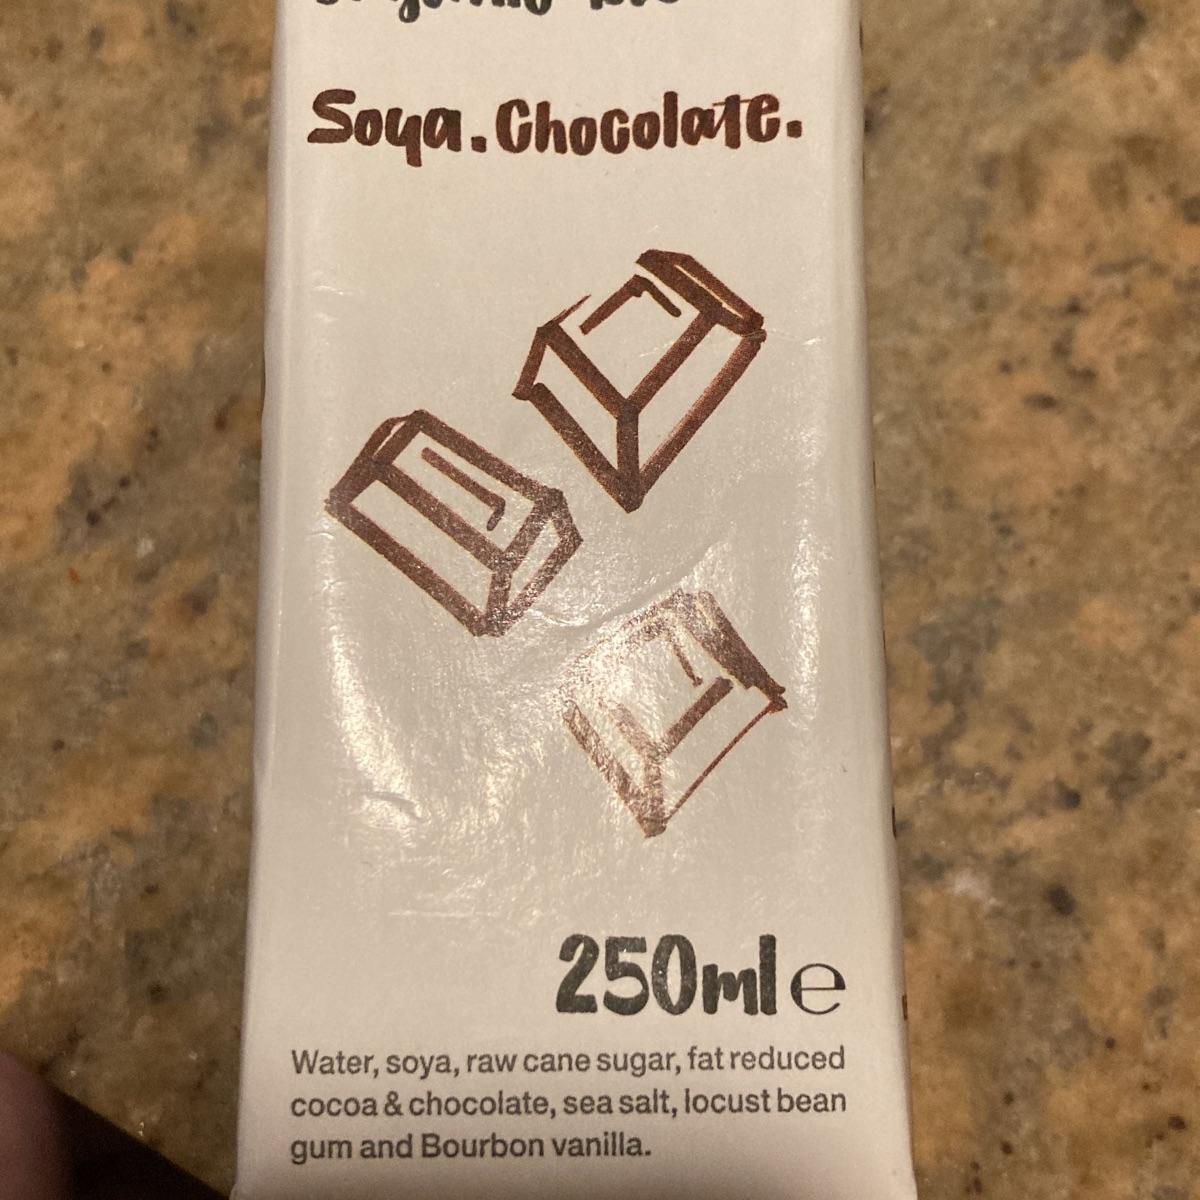 Soya. Chocolate.
250ml e
Water, soya, raw cane sugar, fat reduced
cocoa & chocolate, sea salt, locust bean
gum and Bourbon vanilla.